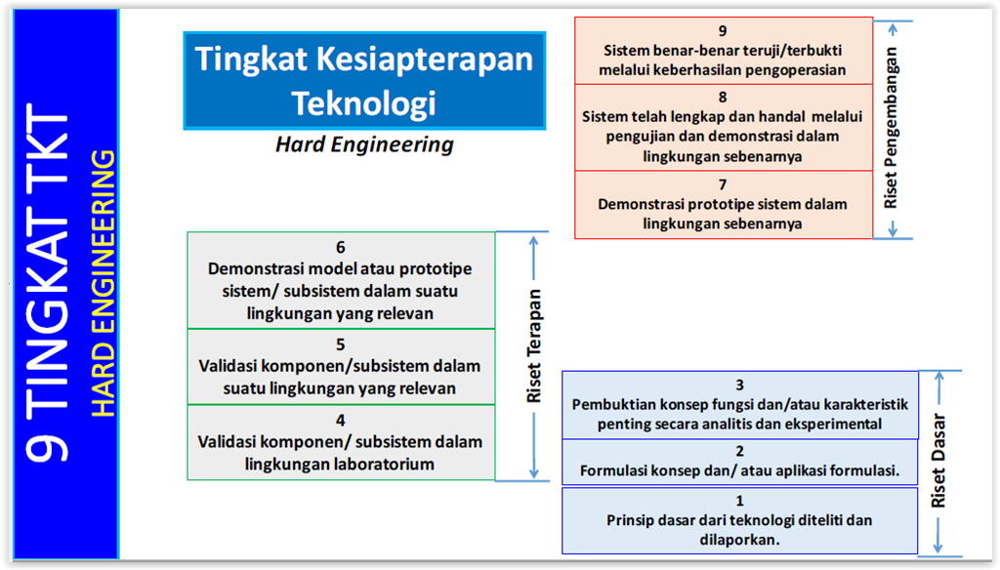 9 TINGKAT TKT
HARD ENGINEERING
Tingkat Kesiapterapan
Teknologi
Hard Engineering
9
Sistem benar-benar teruji/terbukti
melalui keberhasilan pengoperasian
8
Sistem telah lengkap dan handal melalui
pengujian dan demonstrasi dalam
lingkungan sebenarnya
7
Demonstrasi prototipe sistem dalam
lingkungan sebenarnya
Riset Pengembangan
6
Demonstrasi model atau prototipe
sistem/ subsistem dalam suatu
lingkungan yang relevan
5
Validasi komponen/subsistem dalam
suatu lingkungan yang relevan
4
Validasi komponen/ subsistem dalam
lingkungan laboratorium
Riset Terapan
3
Pembuktian konsep fungsi dan/atau karakteristik
penting secara analitis dan eksperimental
2
Formulasi konsep dan/ atau aplikasi formulasi.
1
Prinsip dasar dari teknologi diteliti dan
dilaporkan.
Riset Dasar